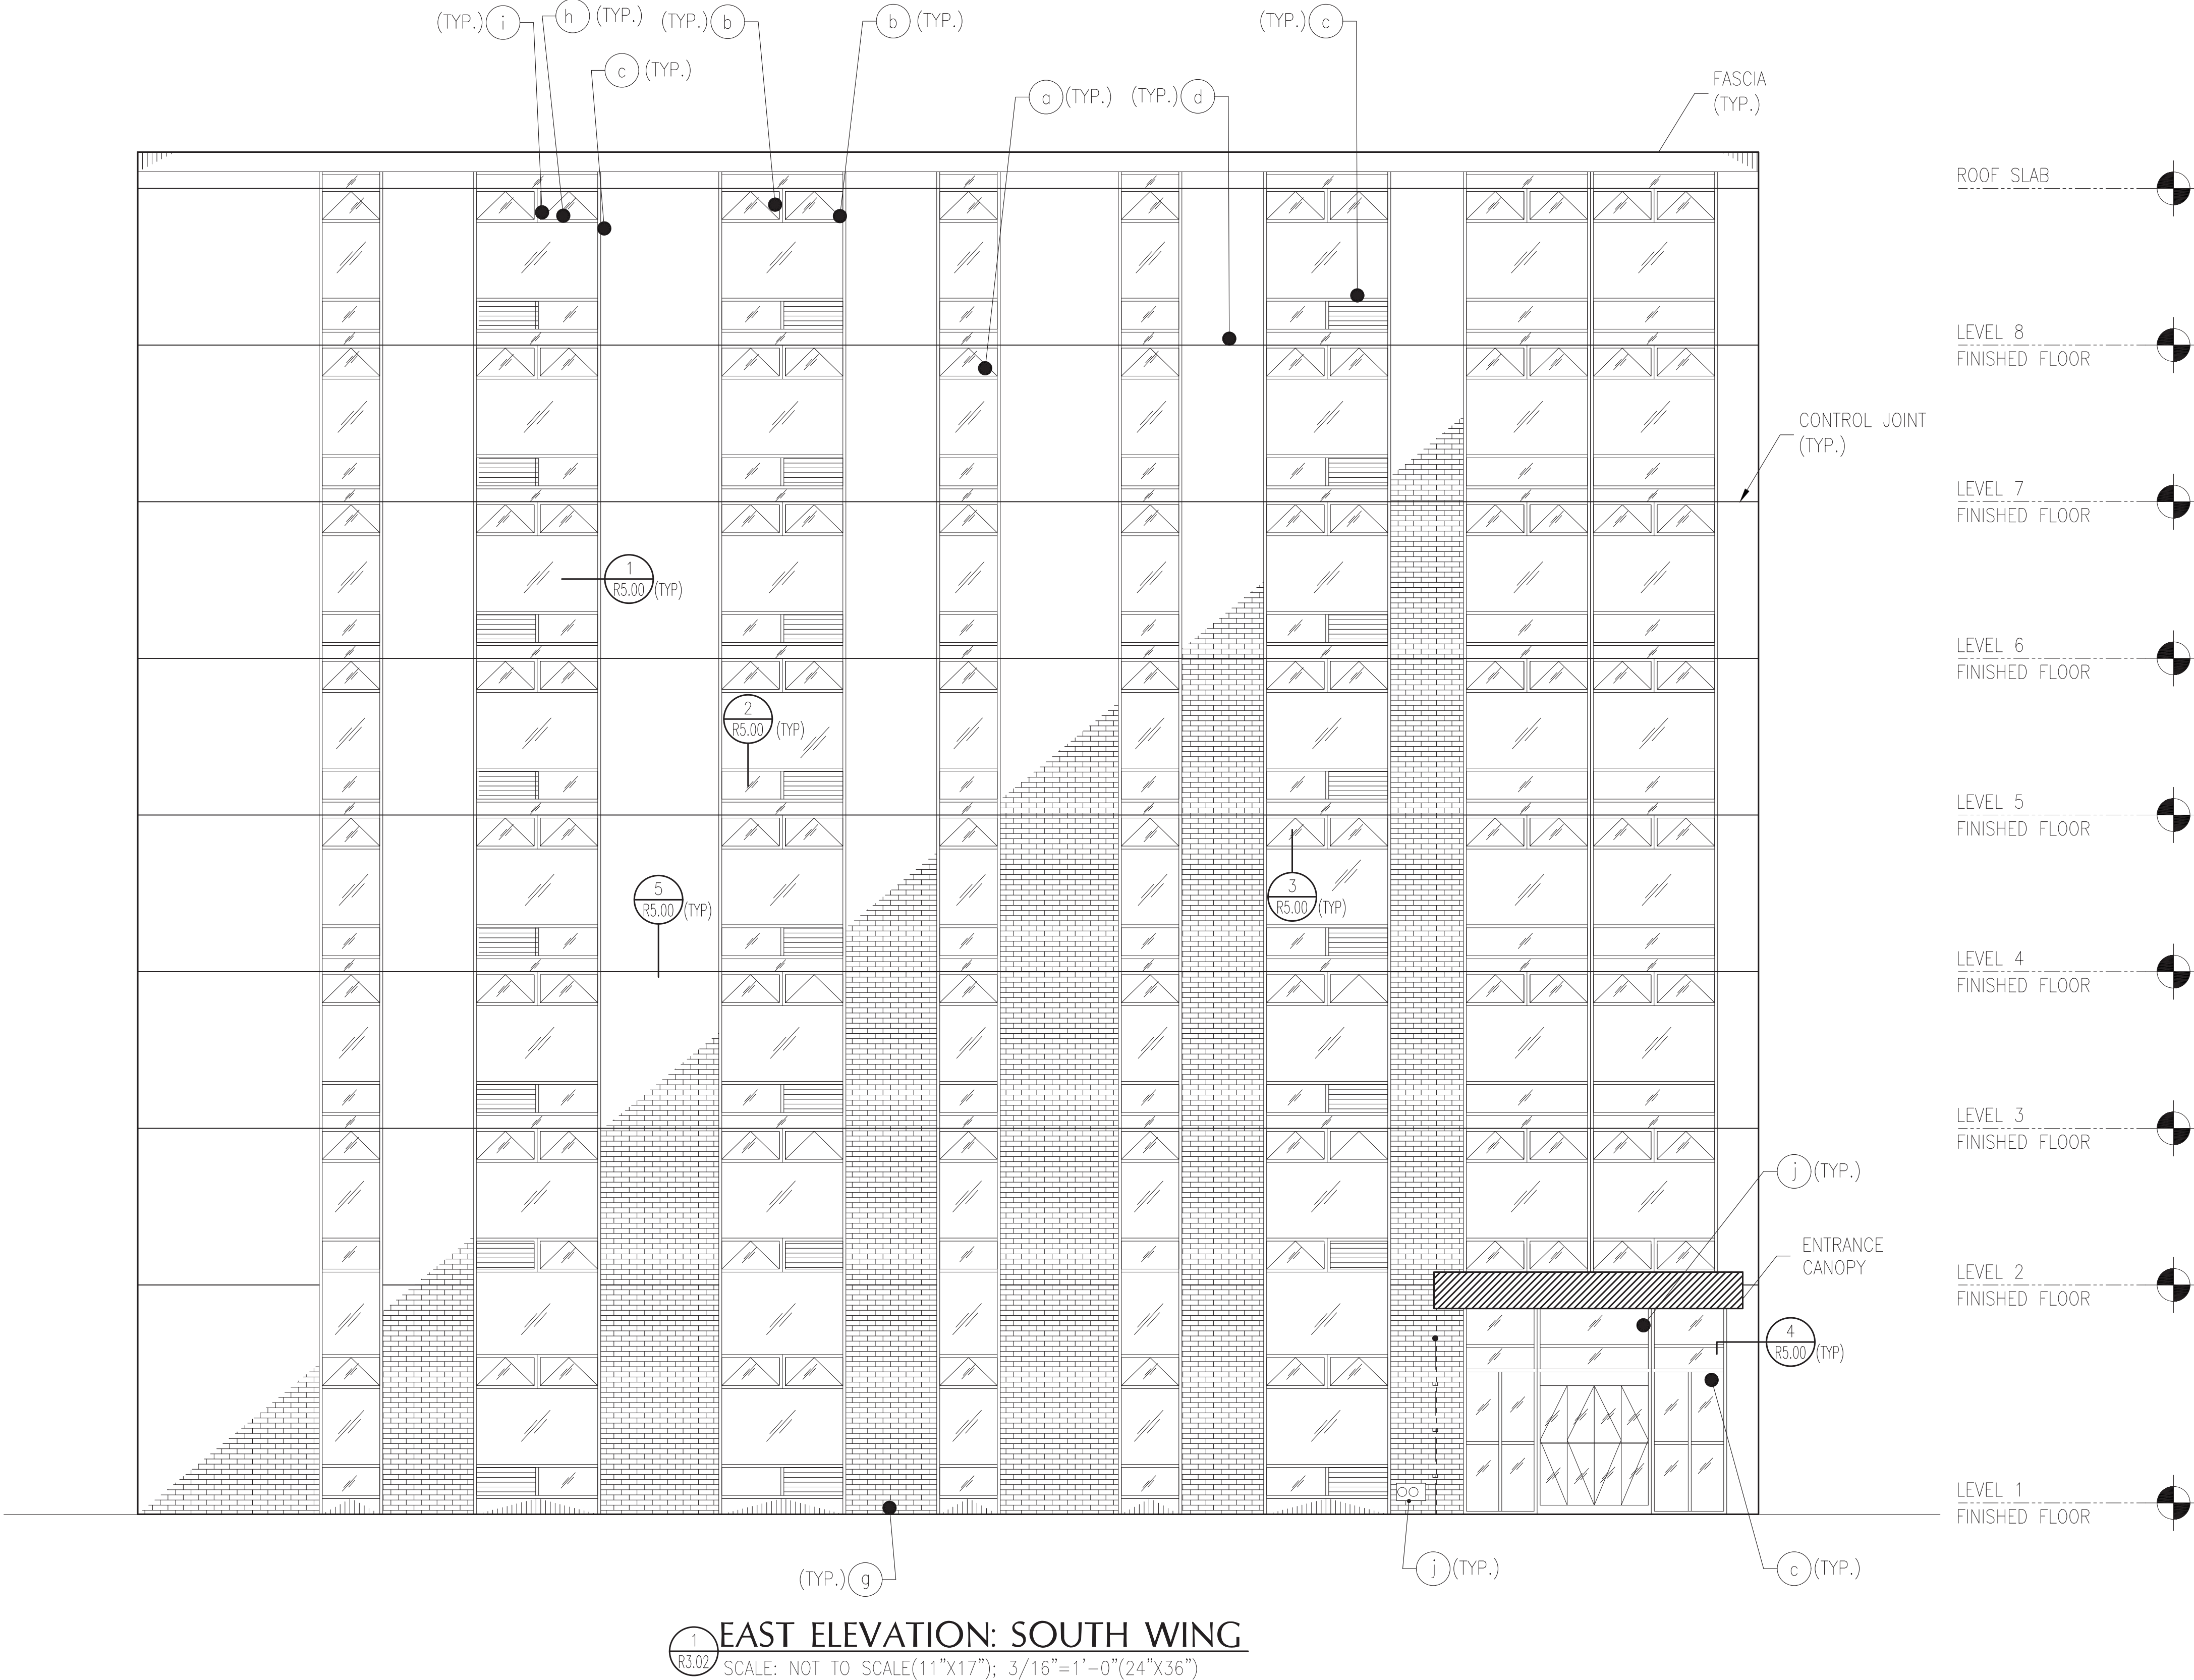 (TYP.) i
h (TYP.)
(TYP.) b
b (TYP.)
(TYP.) c
c (TYP.)
a (TYP.)
(TYP.) d
FASCIA
(TYP.)
ROOF SLAB
LEVEL 8
FINISHED FLOOR
CONTROL JOINT
(TYP.)
LEVEL 7
FINISHED FLOOR
1
R5.00 (TYP)
LEVEL 6
FINISHED FLOOR
2
R5.00 (TYP)
LEVEL 5
FINISHED FLOOR
5
R5.00 (TYP)
3
R5.00 (TYP)
LEVEL 4
FINISHED FLOOR
LEVEL 3
FINISHED FLOOR
j (TYP.)
ENTRANCE
CANOPY
LEVEL 2
FINISHED FLOOR
4
R5.00 (TYP)
LEVEL 1
FINISHED FLOOR
(TYP.) g
j (TYP.)
c (TYP.)
1
R3.02
EAST ELEVATION: SOUTH WING
SCALE: NOT TO SCALE(11"X17"); 3/16"=1'-0"(24"X36")